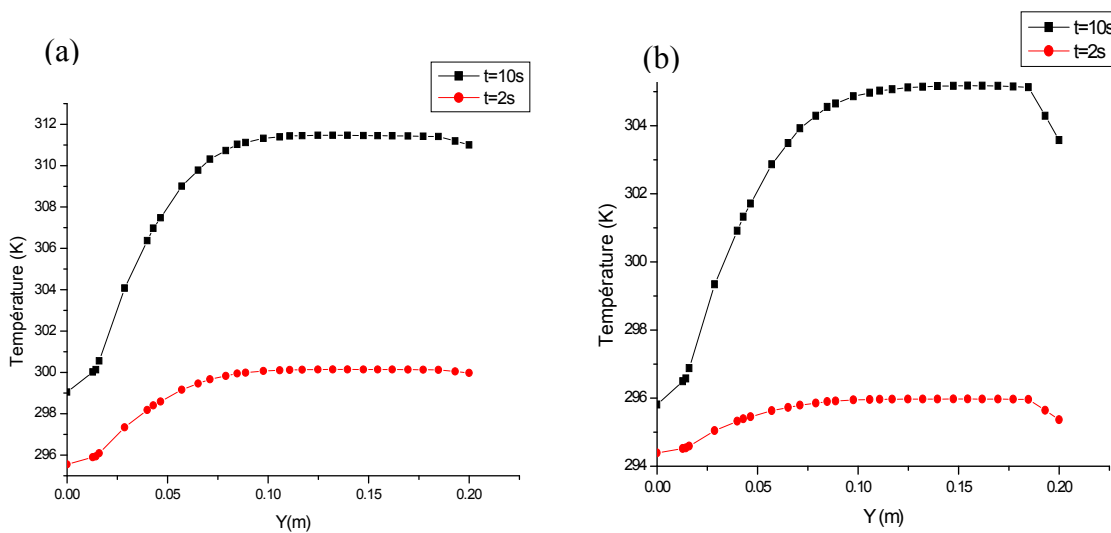 (a)
t=10s
t=2s
312
310
308
306
304
302
300
298
296
0.00
0.05
0.10
0.15
0.20
Température (K)
Y(m)
(b)
t=10s
t=2s
304
302
300
298
296
294
0.00
0.05
0.10
0.15
0.20
Température (K)
Y (m)